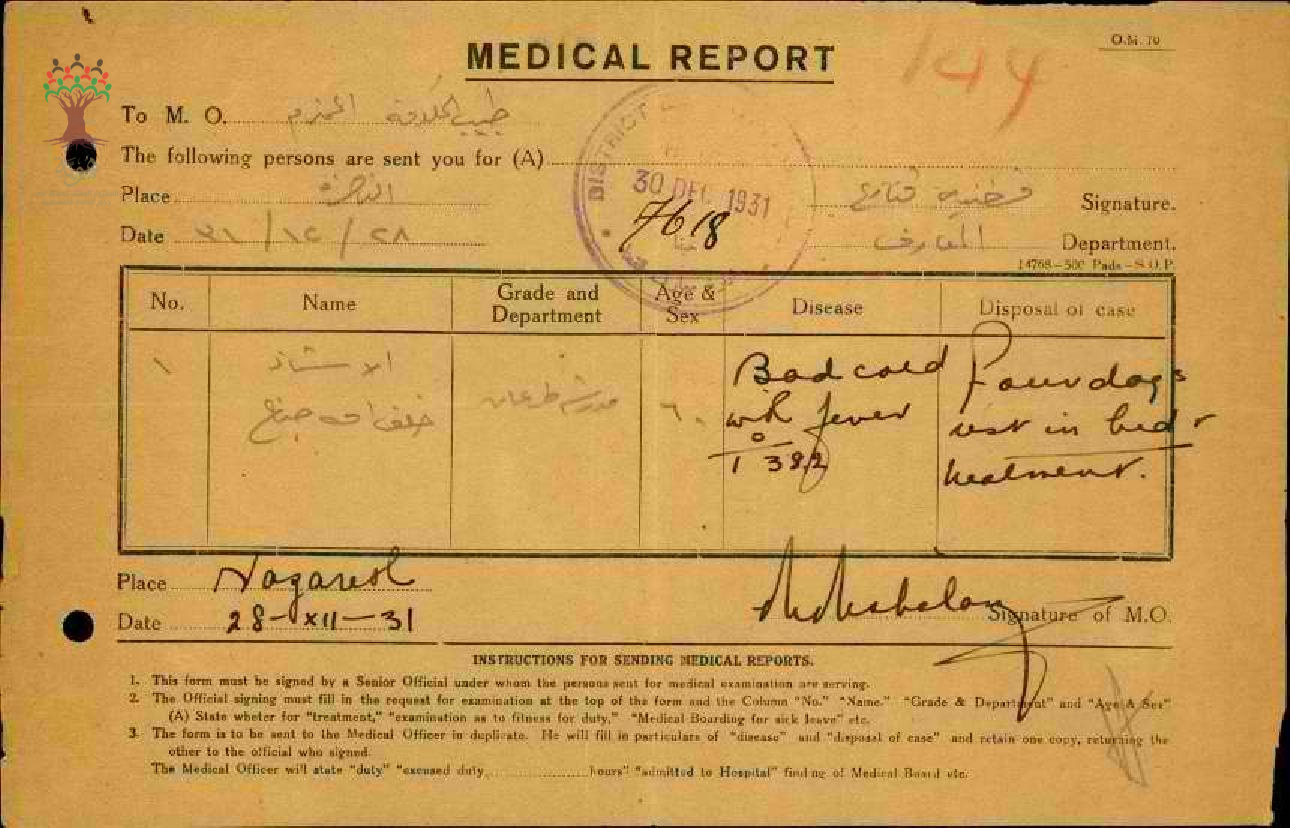 O.M. 70
MEDICAL REPORT
144
To M. O. طبيب الحكومة المحترم
The following persons are sent you for (A)
DISTRICT
30 DEC 1931
7618
Place الناصرة
Signature.
Date ٢٨ / ١٢ / ٣١
المعارف Department.
14768—500 Pads—S.O.P.
No. Name Grade and Department Age & Sex Disease Disposal of case
١ الاستاذ
Bad cold
with fever
38
Four days
rest in bed
treatment.
Place Nazareth
Date 28-XII-31
Signature of M.O.
INSTRUCTIONS FOR SENDING MEDICAL REPORTS.
1. This form must be signed by a Senior Official under whom the persons sent for medical examination are serving.
2. The Official signing must fill in the request for examination at the top of the form and the Column "No." "Name." "Grade & Department" and "Age & Sex"
(A) State wheter for "treatment," "examination as to fitness for duty," "Medical Boarding for sick leave" etc.
3. The form is to be sent to the Medical Officer in duplicate. He will fill in particulars of "disease" and "disposal of case" and retain one copy, returning the
other to the official who signed.
The Medical Officer will state "duty" "excused duty, hours" "admitted to Hospital" finding of Medical Board etc.